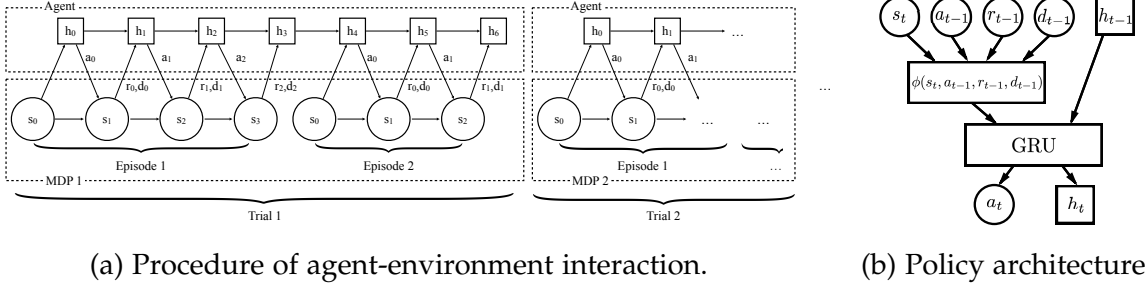 Agent
Agent
h₀ h₁ h₂ h₃ h₄ h₅ h₆
h₀ h₁ ...
a₀ a₁ a₂ a₀ a₁
a₀ a₁
r₀,d₀ r₁,d₁ r₂,d₂ r₀,d₀ r₁,d₁
r₀,d₀
s₀ s₁ s₂ s₃ s₀ s₁ s₂
s₀ s₁ ... ...
Episode 1 Episode 2
Episode 1 ...
MDP 1
MDP 2
Trial 1
Trial 2
...
(a) Procedure of agent-environment interaction.
sₜ aₜ₋₁ rₜ₋₁ dₜ₋₁ hₜ₋₁
ϕ(sₜ, aₜ₋₁, rₜ₋₁, dₜ₋₁)
GRU
aₜ hₜ
(b) Policy architecture